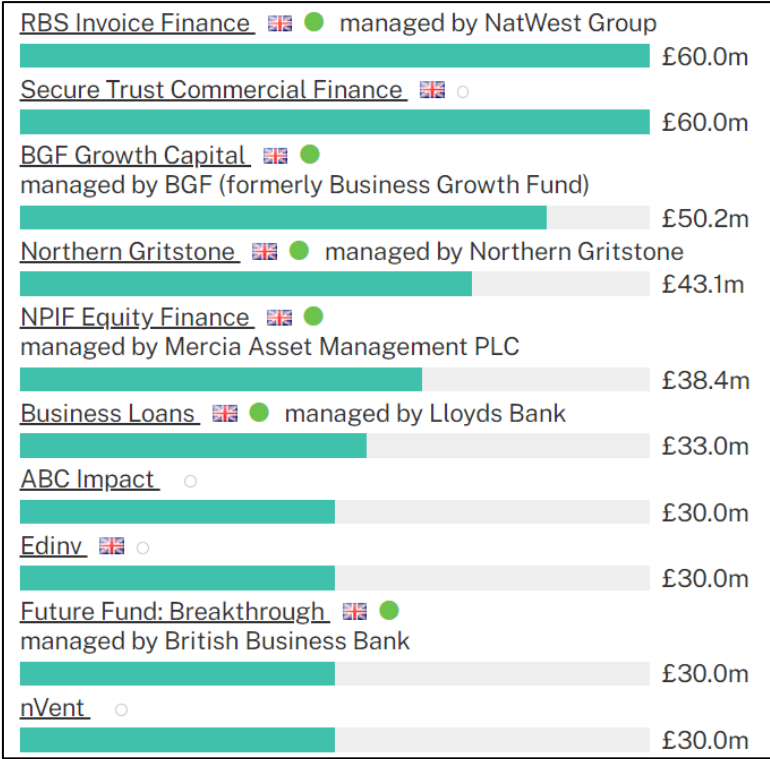 RBS Invoice Finance managed by NatWest Group
£60.0m
Secure Trust Commercial Finance
£60.0m
BGF Growth Capital
managed by BGF (formerly Business Growth Fund)
£50.2m
Northern Gritstone managed by Northern Gritstone
£43.1m
NPIF Equity Finance
managed by Mercia Asset Management PLC
£38.4m
Business Loans managed by Lloyds Bank
£33.0m
ABC Impact
£30.0m
Edinv
£30.0m
Future Fund: Breakthrough
managed by British Business Bank
£30.0m
nVent
£30.0m